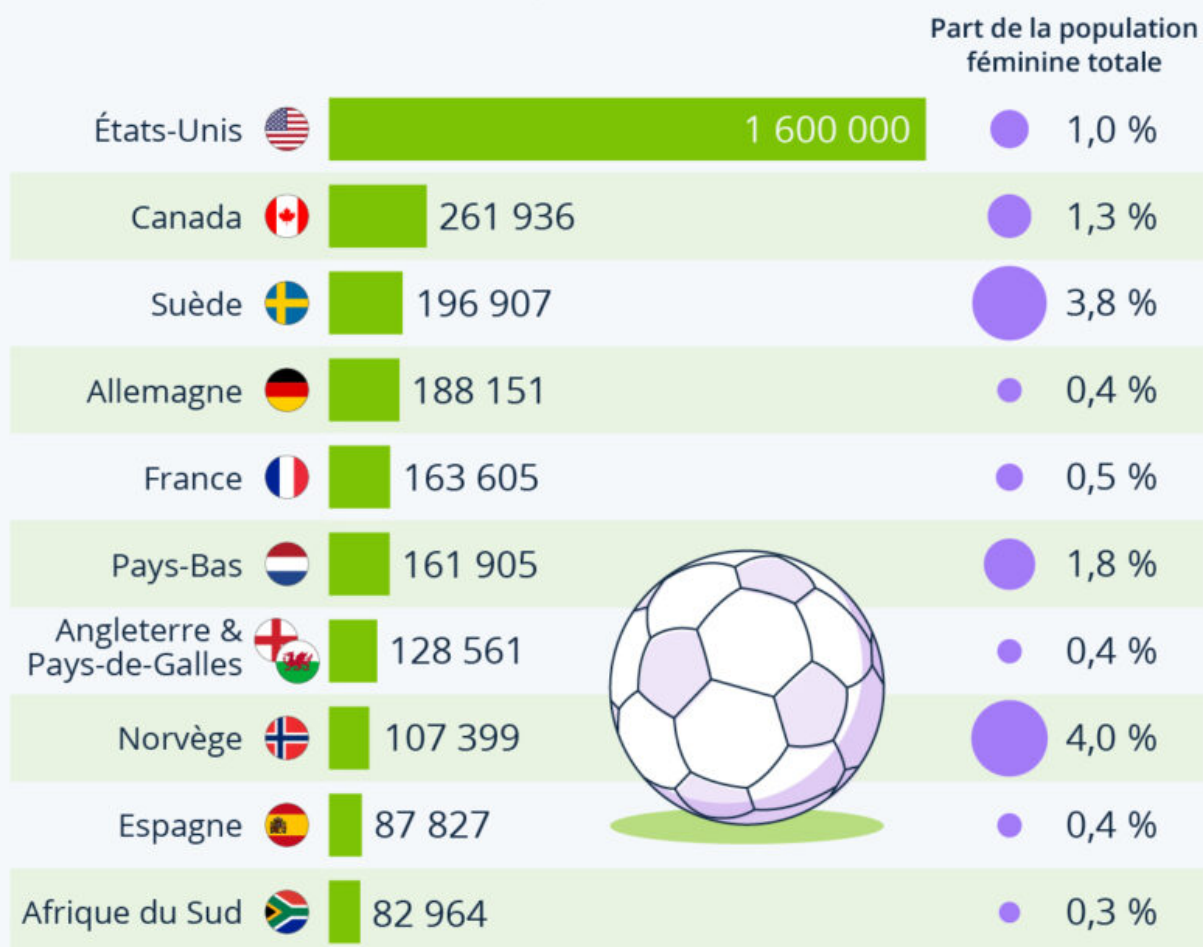 Part de la population
féminine totale
États-Unis 1 600 000 1,0 %
Canada 261 936 1,3 %
Suède 196 907 3,8 %
Allemagne 188 151 0,4 %
France 163 605 0,5 %
Pays-Bas 161 905 1,8 %
Angleterre &
Pays-de-Galles 128 561 0,4 %
Norvège 107 399 4,0 %
Espagne 87 827 0,4 %
Afrique du Sud 82 964 0,3 %